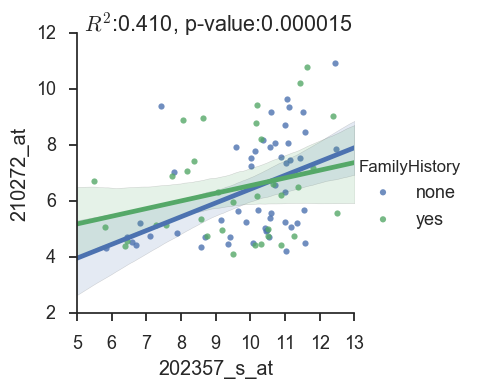 R²:0.410, p-value:0.000015
12
10
8
6
4
2
210272_at
5 6 7 8 9 10 11 12 13
202357_s_at
FamilyHistory
none
yes